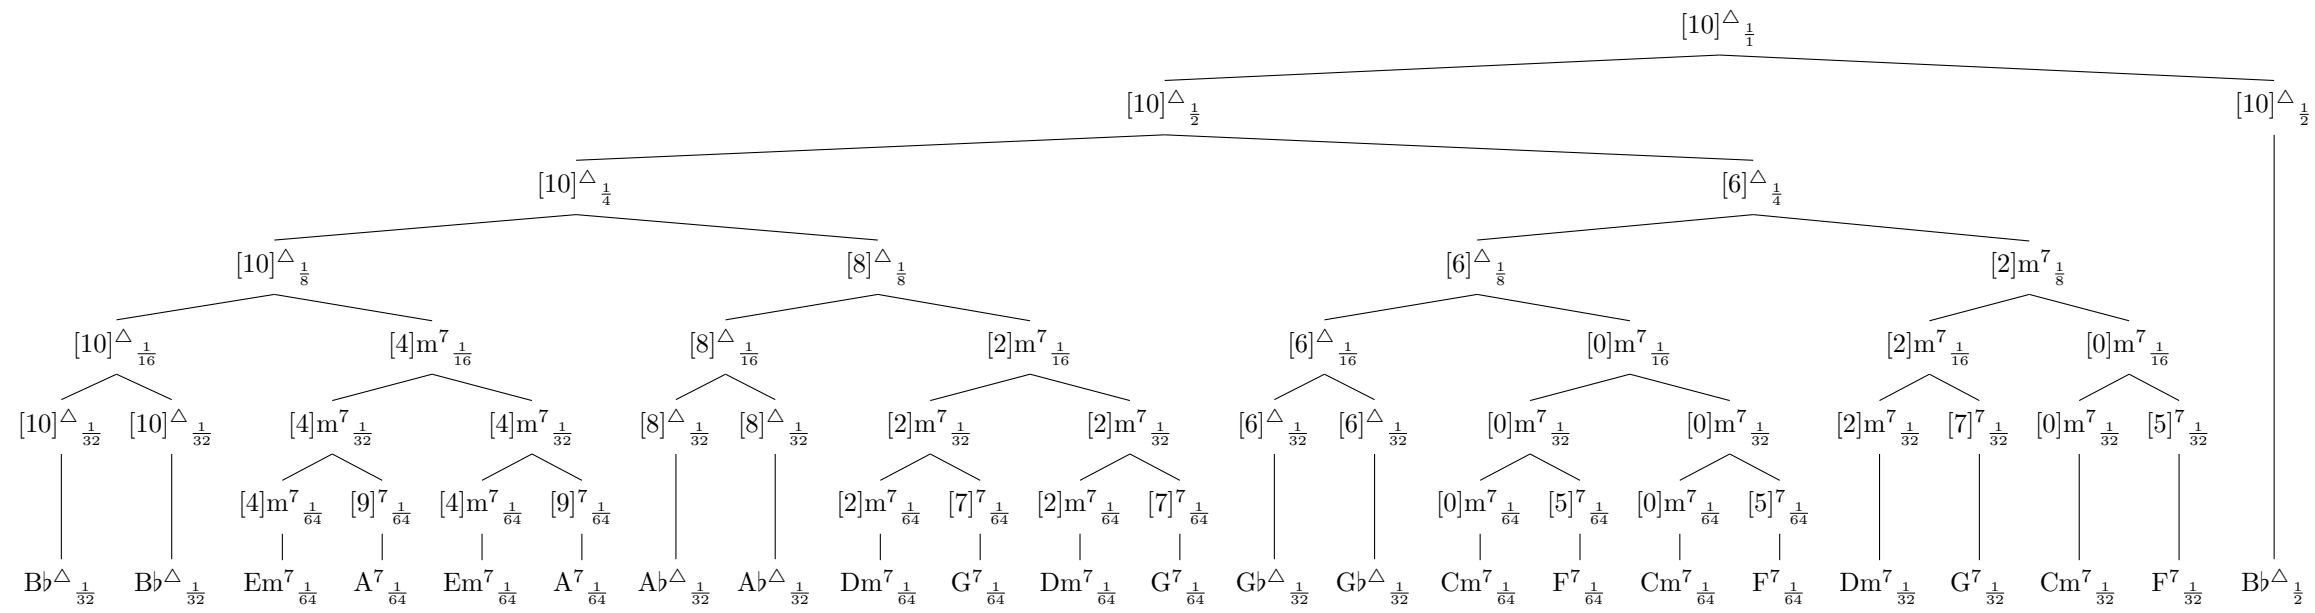 [10]△ 1/1
[10]△ 1/2 [10]△ 1/2
[10]△ 1/4 [6]△ 1/4
[10]△ 1/8 [8]△ 1/8 [6]△ 1/8 [2]m⁷ 1/8
[10]△ 1/16 [4]m⁷ 1/16 [8]△ 1/16 [2]m⁷ 1/16 [6]△ 1/16 [0]m⁷ 1/16 [2]m⁷ 1/16 [0]m⁷ 1/16
[10]△ 1/32 [10]△ 1/32 [4]m⁷ 1/32 [4]m⁷ 1/32 [8]△ 1/32 [8]△ 1/32 [2]m⁷ 1/32 [2]m⁷ 1/32 [6]△ 1/32 [6]△ 1/32 [0]m⁷ 1/32 [0]m⁷ 1/32 [2]m⁷ 1/32 [7]⁷ 1/32 [0]m⁷ 1/32 [5]⁷ 1/32
[4]m⁷ 1/64 [9]⁷ 1/64 [4]m⁷ 1/64 [9]⁷ 1/64 [2]m⁷ 1/64 [7]⁷ 1/64 [2]m⁷ 1/64 [7]⁷ 1/64 [0]m⁷ 1/64 [5]⁷ 1/64 [0]m⁷ 1/64 [5]⁷ 1/64
B♭△ 1/32 B♭△ 1/32 Em⁷ 1/64 A⁷ 1/64 Em⁷ 1/64 A⁷ 1/64 A♭△ 1/32 A♭△ 1/32 Dm⁷ 1/64 G⁷ 1/64 Dm⁷ 1/64 G⁷ 1/64 G♭△ 1/32 G♭△ 1/32 Cm⁷ 1/64 F⁷ 1/64 Cm⁷ 1/64 F⁷ 1/64 Dm⁷ 1/32 G⁷ 1/32 Cm⁷ 1/32 F⁷ 1/32 B♭△ 1/2